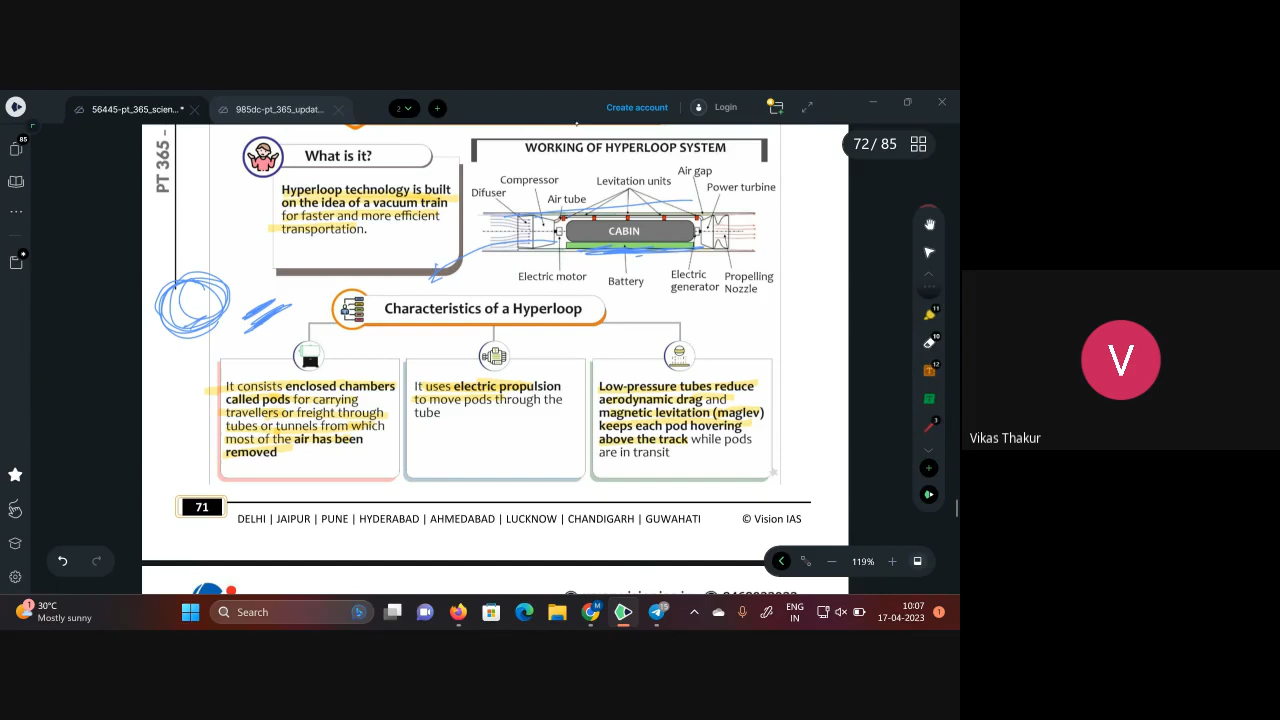 56445-pt_365_scien...*
985dc-pt_365_updat...
2
Create account
Login
85
72 / 85
PT 365 -
What is it?
Hyperloop technology is built
on the idea of a vacuum train
for faster and more efficient
transportation.
WORKING OF HYPERLOOP SYSTEM
Air gap
Compressor
Levitation units
Difuser
Power turbine
Air tube
CABIN
Electric motor
Battery
Electric
generator
Propelling
Nozzle
Characteristics of a Hyperloop
It consists enclosed chambers
called pods for carrying
travellers or freight through
tubes or tunnels from which
most of the air has been
removed
It uses electric propulsion
to move pods through the
tube
Low-pressure tubes reduce
aerodynamic drag and
magnetic levitation (maglev)
keeps each pod hovering
above the track while pods
are in transit
71
DELHI | JAIPUR | PUNE | HYDERABAD | AHMEDABAD | LUCKNOW | CHANDIGARH | GUWAHATI
© Vision IAS
11
10
12
3
119%
30°C
Mostly sunny
Search
ENG
IN
10:07
17-04-2023
1
V
Vikas Thakur